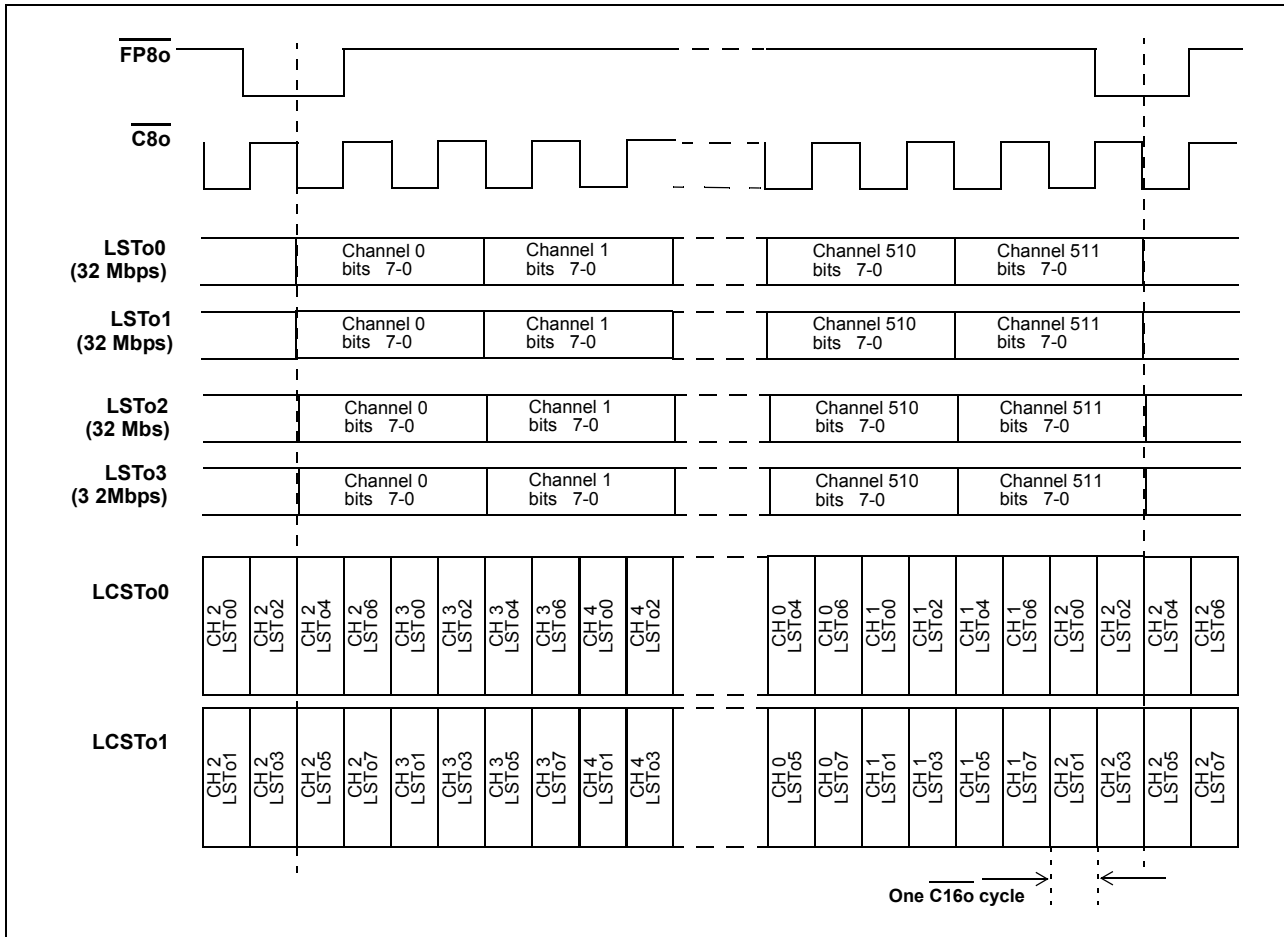 FP8o
C8o
LSTo0
(32 Mbps)
Channel 0
bits 7-0
Channel 1
bits 7-0
Channel 510
bits 7-0
Channel 511
bits 7-0
LSTo1
(32 Mbps)
Channel 0
bits 7-0
Channel 1
bits 7-0
Channel 510
bits 7-0
Channel 511
bits 7-0
LSTo2
(32 Mbs)
Channel 0
bits 7-0
Channel 1
bits 7-0
Channel 510
bits 7-0
Channel 511
bits 7-0
LSTo3
(3 2Mbps)
Channel 0
bits 7-0
Channel 1
bits 7-0
Channel 510
bits 7-0
Channel 511
bits 7-0
LCSTo0
CH 2
LSTo0
CH 2
LSTo2
CH 2
LSTo4
CH 2
LSTo6
CH 3
LSTo0
CH 3
LSTo2
CH 3
LSTo4
CH 3
LSTo6
CH 4
LSTo0
CH 4
LSTo2
CH 0
LSTo4
CH 0
LSTo6
CH 1
LSTo0
CH 1
LSTo2
CH 1
LSTo4
CH 1
LSTo6
CH 2
LSTo0
CH 2
LSTo2
CH 2
LSTo4
CH 2
LSTo6
LCSTo1
CH 2
LSTo1
CH 2
LSTo3
CH 2
LSTo5
CH 2
LSTo7
CH 3
LSTo1
CH 3
LSTo3
CH 3
LSTo5
CH 3
LSTo7
CH 4
LSTo1
CH 4
LSTo3
CH 0
LSTo5
CH 0
LSTo7
CH 1
LSTo1
CH 1
LSTo3
CH 1
LSTo5
CH 1
LSTo7
CH 2
LSTo1
CH 2
LSTo3
CH 2
LSTo5
CH 2
LSTo7
One C16o cycle